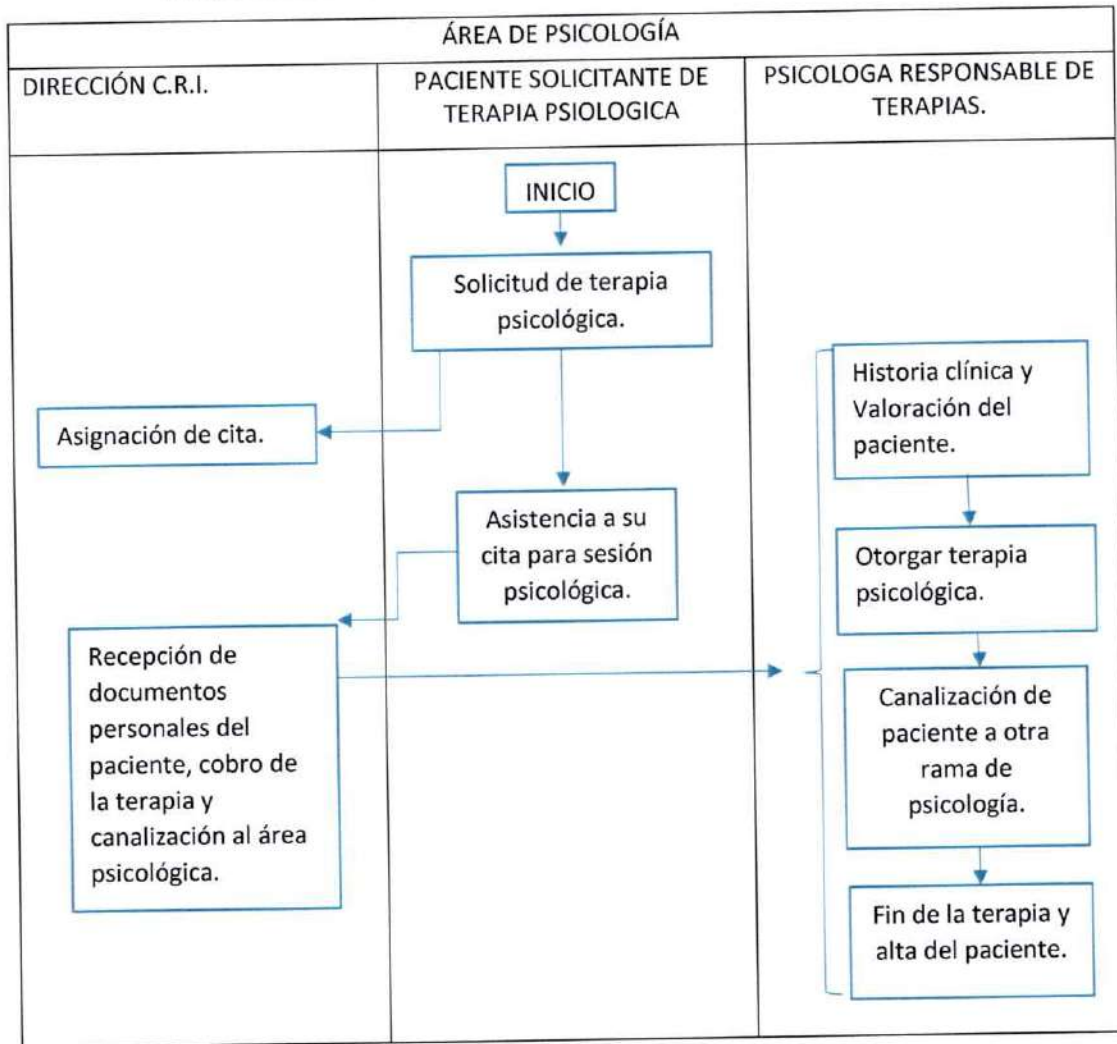 ÁREA DE PSICOLOGÍA
DIRECCIÓN C.R.I.
PACIENTE SOLICITANTE DE
TERAPIA PSIOLOGICA
PSICOLOGA RESPONSABLE DE
TERAPIAS.
INICIO
Solicitud de terapia
psicológica.
Asignación de cita.
Asistencia a su
cita para sesión
psicológica.
Recepción de
documentos
personales del
paciente, cobro de
la terapia y
canalización al área
psicológica.
Historia clínica y
Valoración del
paciente.
Otorgar terapia
psicológica.
Canalización de
paciente a otra
rama de
psicología.
Fin de la terapia y
alta del paciente.